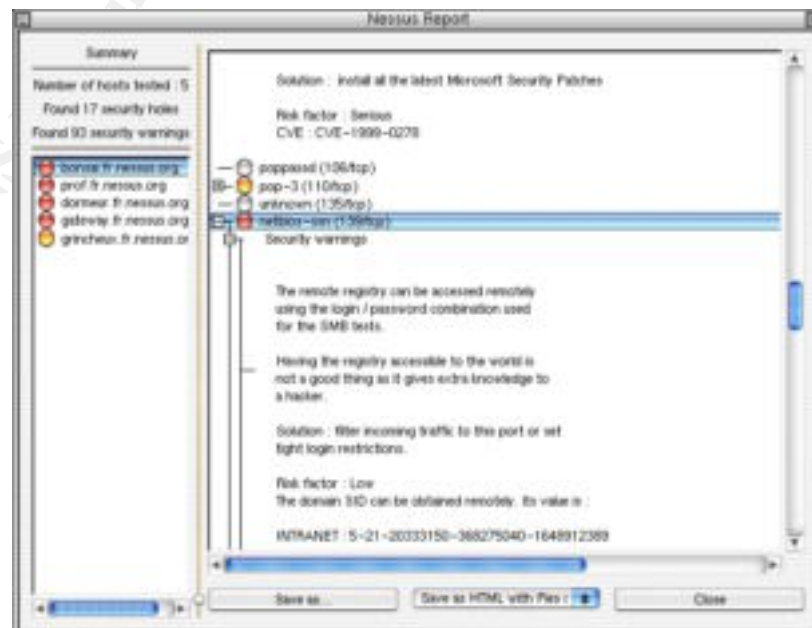 Nessus Report
Summary
Number of hosts tested : 5
Found 17 security holes
Found 93 security warnings
bonsai.fr.nessus.org
prof.fr.nessus.org
dormeur.fr.nessus.org
gateway.fr.nessus.org
grincheux.fr.nessus.or
Solution : install all the latest Microsoft Security Patches
Risk factor : Serious
CVE : CVE-1999-0278
poppassd (106/tcp)
pop-3 (110/tcp)
unknown (135/tcp)
netbios-ssn (139/tcp)
Security warnings
The remote registry can be accessed remotely
using the login / password combination used
for the SMB tests.
Having the registry accessible to the world is
not a good thing as it gives extra knowledge to
a hacker.
Solution : filter incoming traffic to this port or set
tight login restrictions.
Risk factor : Low
The domain SID can be obtained remotely. Its value is :
INTRANET : 5-21-20333150-368275040-1648912389
Save as...
Save as HTML with Pies
Close